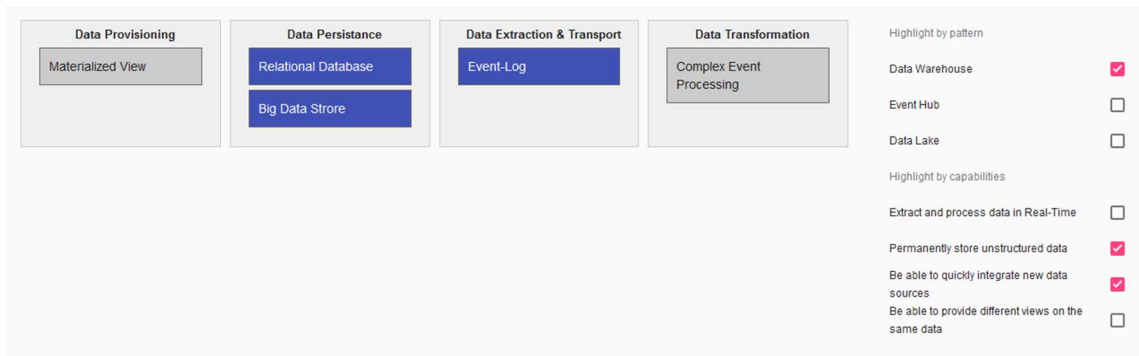 Data Provisioning
Materialized View
Data Persistance
Relational Database
Big Data Strore
Data Extraction & Transport
Event-Log
Data Transformation
Complex Event
Processing
Highlight by pattern
Data Warehouse
Event Hub
Data Lake
Highlight by capabilities
Extract and process data in Real-Time
Permanently store unstructured data
Be able to quickly integrate new data
sources
Be able to provide different views on the
same data